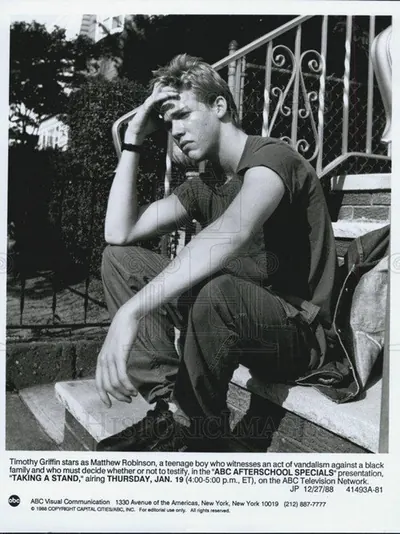 Timothy Griffin stars as Matthew Robinson, a teenage boy who witnesses an act of vandalism against a black
family and who must decide whether or not to testify, in the "ABC AFTERSCHOOL SPECIALS" presentation,
"TAKING A STAND," airing THURSDAY, JAN. 19 (4:00-5:00 p.m., ET), on the ABC Television Network.
JP 12/27/88 41493A-81
abc ABC Visual Communication 1330 Avenue of the Americas, New York, New York 10019 (212) 887-7777
© 1988 COPYRIGHT CAPITAL CITIES/ABC, INC. For editorial use only. All rights reserved.